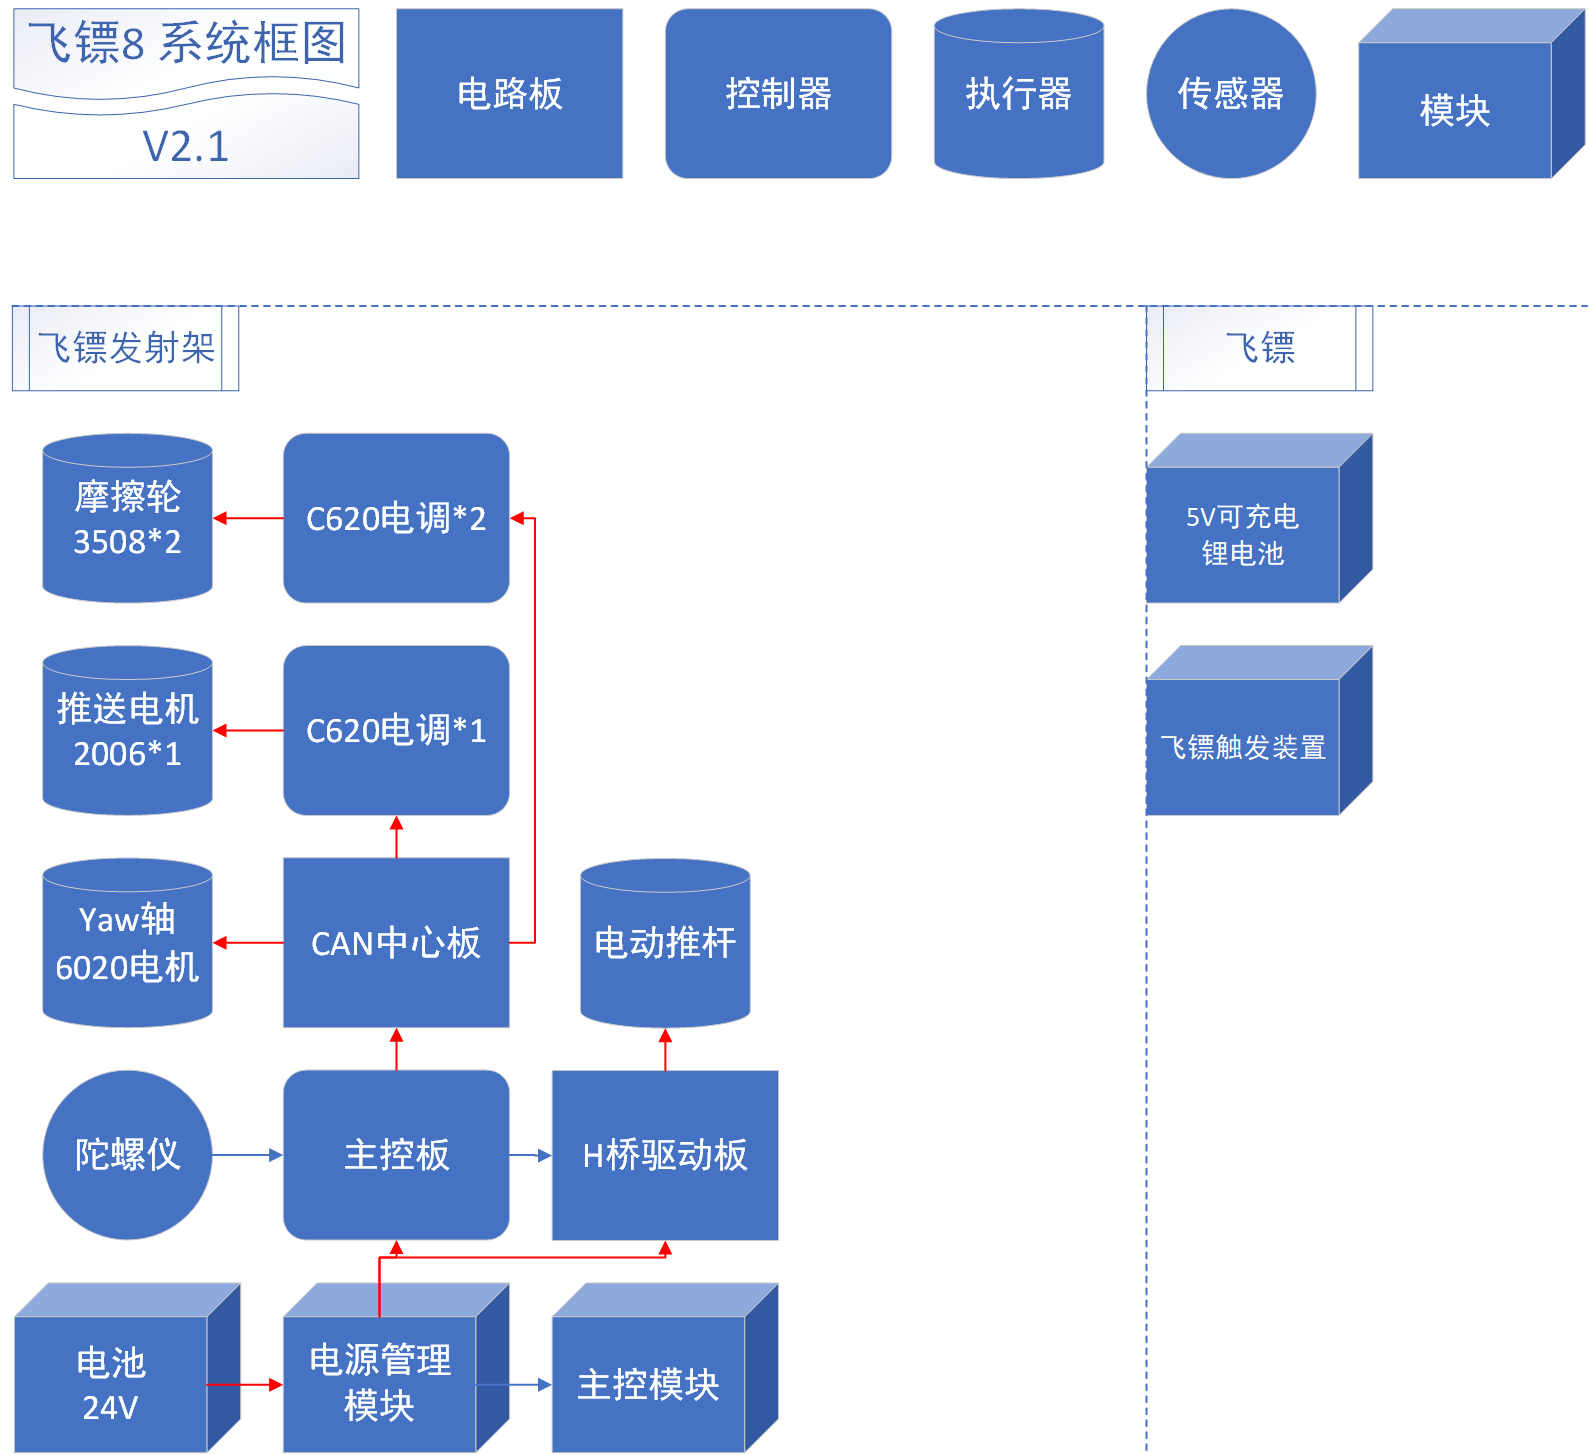 飞镖8 系统框图
V2.1
电路板
控制器
执行器
传感器
模块
飞镖发射架
飞镖
摩擦轮
3508*2
C620电调*2
5V可充电
锂电池
推送电机
2006*1
C620电调*1
飞镖触发装置
Yaw轴
6020电机
CAN中心板
电动推杆
陀螺仪
主控板
H桥驱动板
电池
24V
电源管理
模块
主控模块